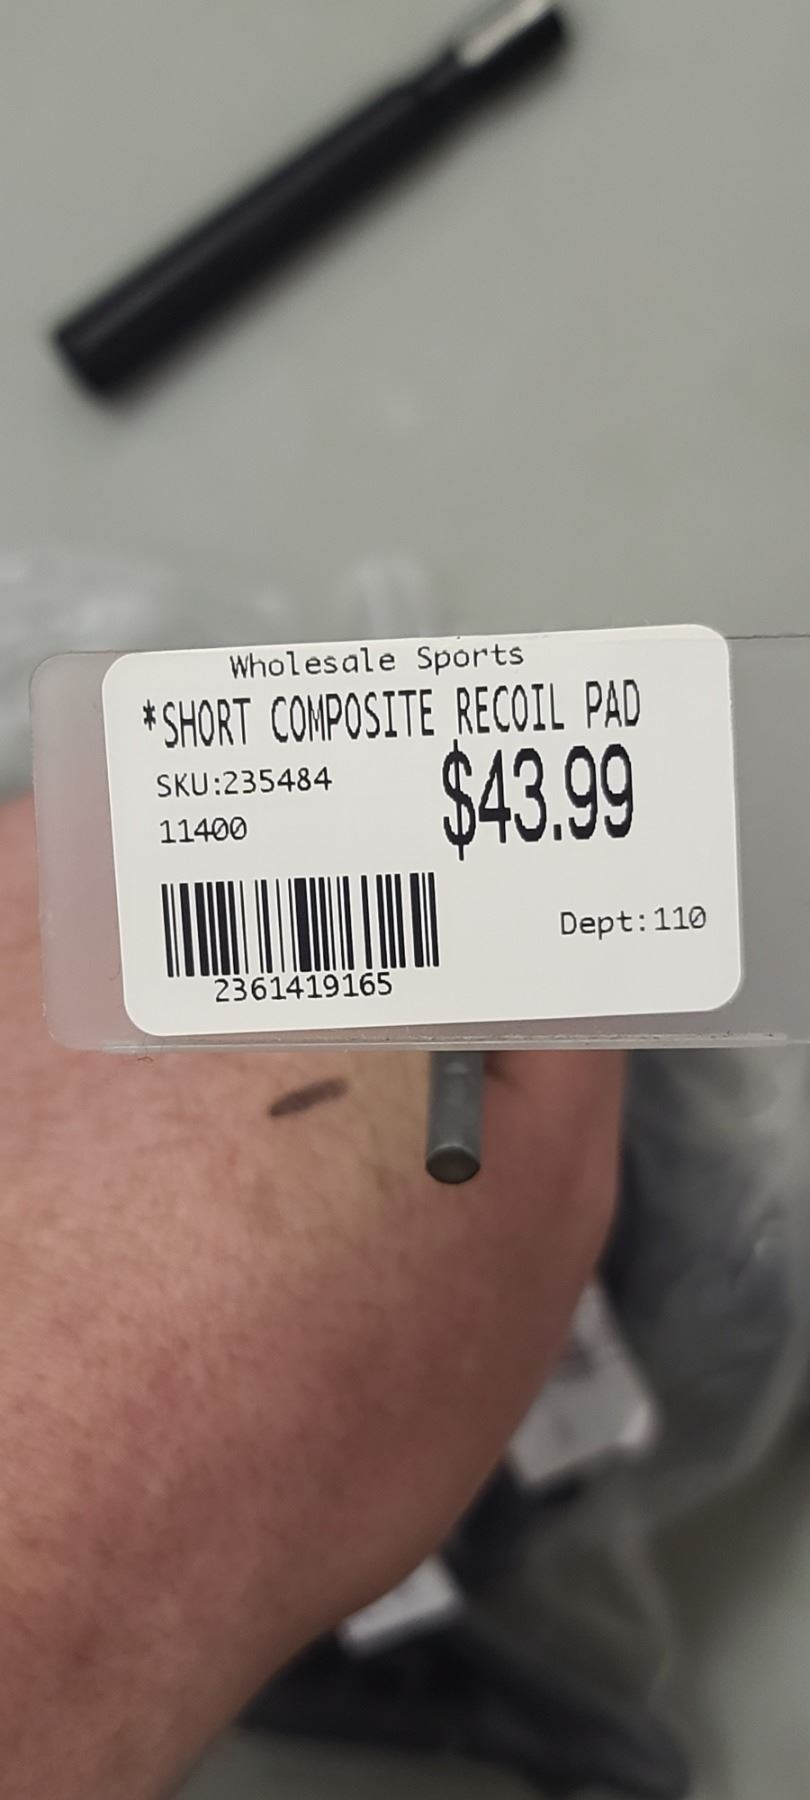 Wholesale Sports
*SHORT COMPOSITE RECOIL PAD
SKU:235484
$43.99
11400
Dept:110
2361419165